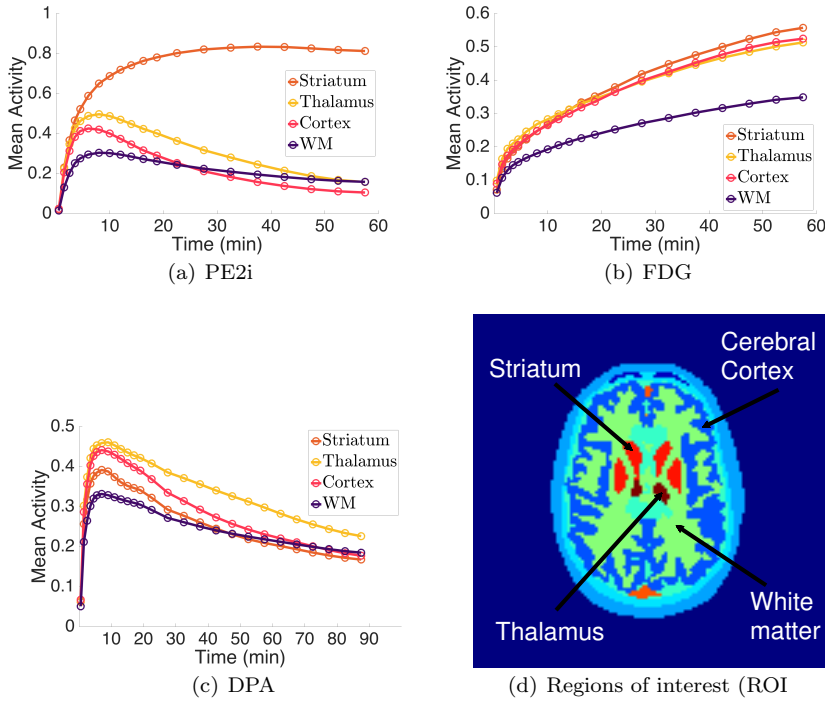 Mean Activity
1
0.8
0.6
0.4
0.2
0
10
20
30
40
50
60
Time (min)
Striatum
Thalamus
Cortex
WM
(a) PE2i
Mean Activity
0.6
0.5
0.4
0.3
0.2
0.1
0
10
20
30
40
50
60
Time (min)
Striatum
Thalamus
Cortex
WM
(b) FDG
Mean Activity
0.5
0.4
0.3
0.2
0.1
0
10
20
30
40
50
60
70
80
90
Time (min)
Striatum
Thalamus
Cortex
WM
(c) DPA
Striatum
Cerebral
Cortex
Thalamus
White
matter
(d) Regions of interest (ROI